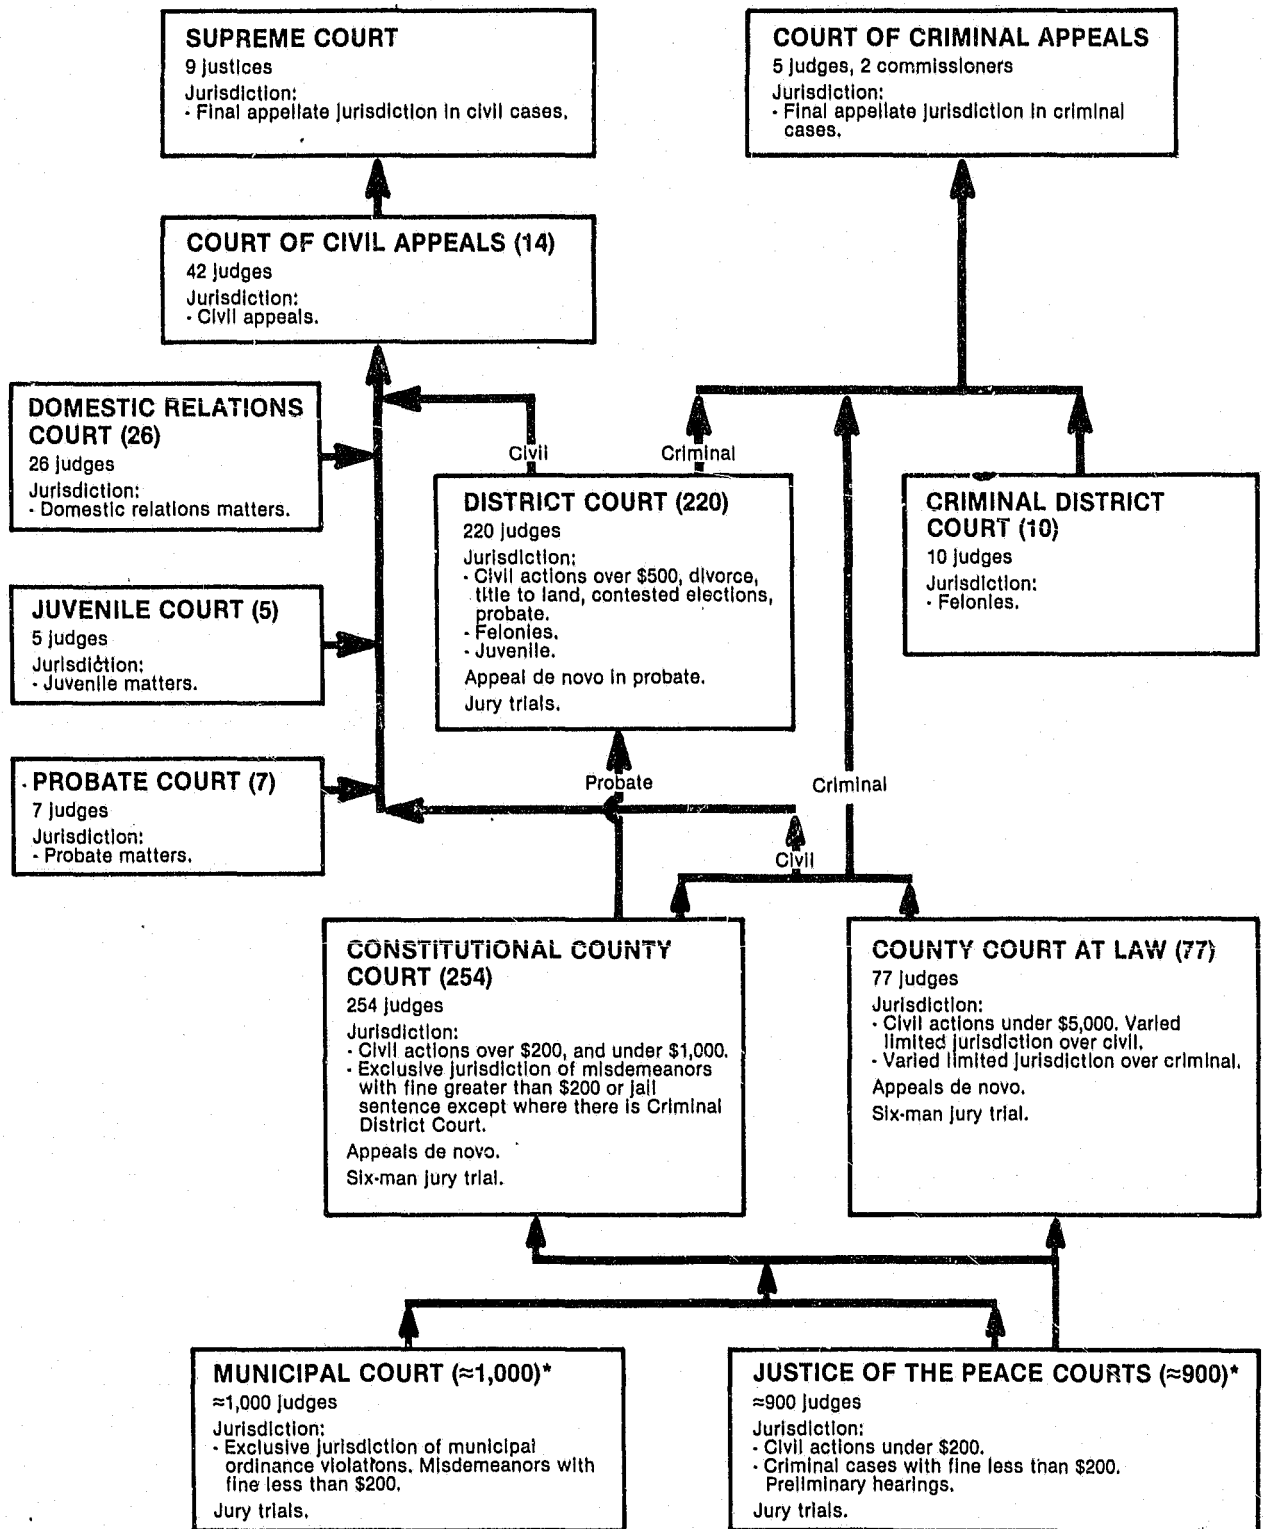 SUPREME COURT
9 justices
Jurisdiction:
- Final appellate jurisdiction in civil cases.
COURT OF CRIMINAL APPEALS
5 judges, 2 commissioners
Jurisdiction:
- Final appellate jurisdiction in criminal
cases.
COURT OF CIVIL APPEALS (14)
42 judges
Jurisdiction:
- Civil appeals.
DOMESTIC RELATIONS
COURT (26)
26 judges
Jurisdiction:
- Domestic relations matters.
Civil
Criminal
DISTRICT COURT (220)
220 judges
Jurisdiction:
- Civil actions over $500, divorce,
title to land, contested elections,
probate.
- Felonies.
- Juvenile.
Appeal de novo in probate.
Jury trials.
CRIMINAL DISTRICT
COURT (10)
10 judges
Jurisdiction:
- Felonies.
JUVENILE COURT (5)
5 judges
Jurisdiction:
- Juvenile matters.
PROBATE COURT (7)
7 judges
Jurisdiction:
- Probate matters.
Probate
Criminal
Civil
CONSTITUTIONAL COUNTY
COURT (254)
254 judges
Jurisdiction:
- Civil actions over $200, and under $1,000.
- Exclusive jurisdiction of misdemeanors
with fine greater than $200 or jail
sentence except where there is Criminal
District Court.
Appeals de novo.
Six-man jury trial.
COUNTY COURT AT LAW (77)
77 judges
Jurisdiction:
- Civil actions under $5,000. Varied
limited jurisdiction over civil.
- Varied limited jurisdiction over criminal.
Appeals de novo.
Six-man jury trial.
MUNICIPAL COURT (≈1,000)*
≈1,000 judges
Jurisdiction:
- Exclusive jurisdiction of municipal
ordinance violations. Misdemeanors with
fine less than $200.
Jury trials.
JUSTICE OF THE PEACE COURTS (≈900)*
≈900 judges
Jurisdiction:
- Civil actions under $200.
- Criminal cases with fine less than $200.
Preliminary hearings.
Jury trials.